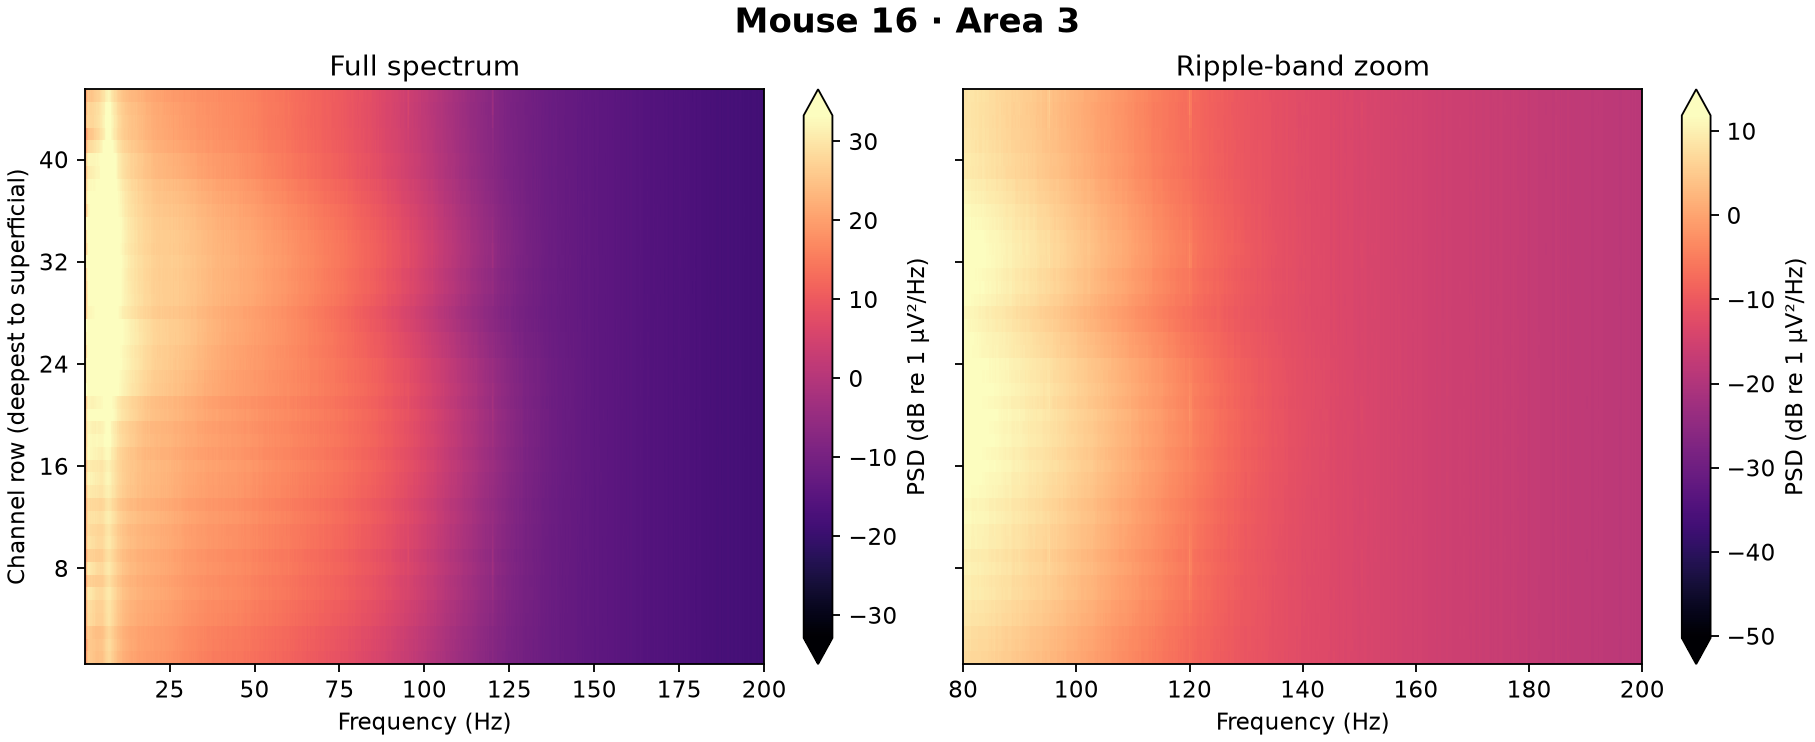 Mouse 16 · Area 3
Full spectrum
Channel row (deepest to superficial)
40
32
24
16
8
25 50 75 100 125 150 175 200
Frequency (Hz)
30
20
10
0
−10
−20
−30
PSD (dB re 1 µV²/Hz)
Ripple-band zoom
80 100 120 140 160 180 200
Frequency (Hz)
10
0
−10
−20
−30
−40
−50
PSD (dB re 1 µV²/Hz)